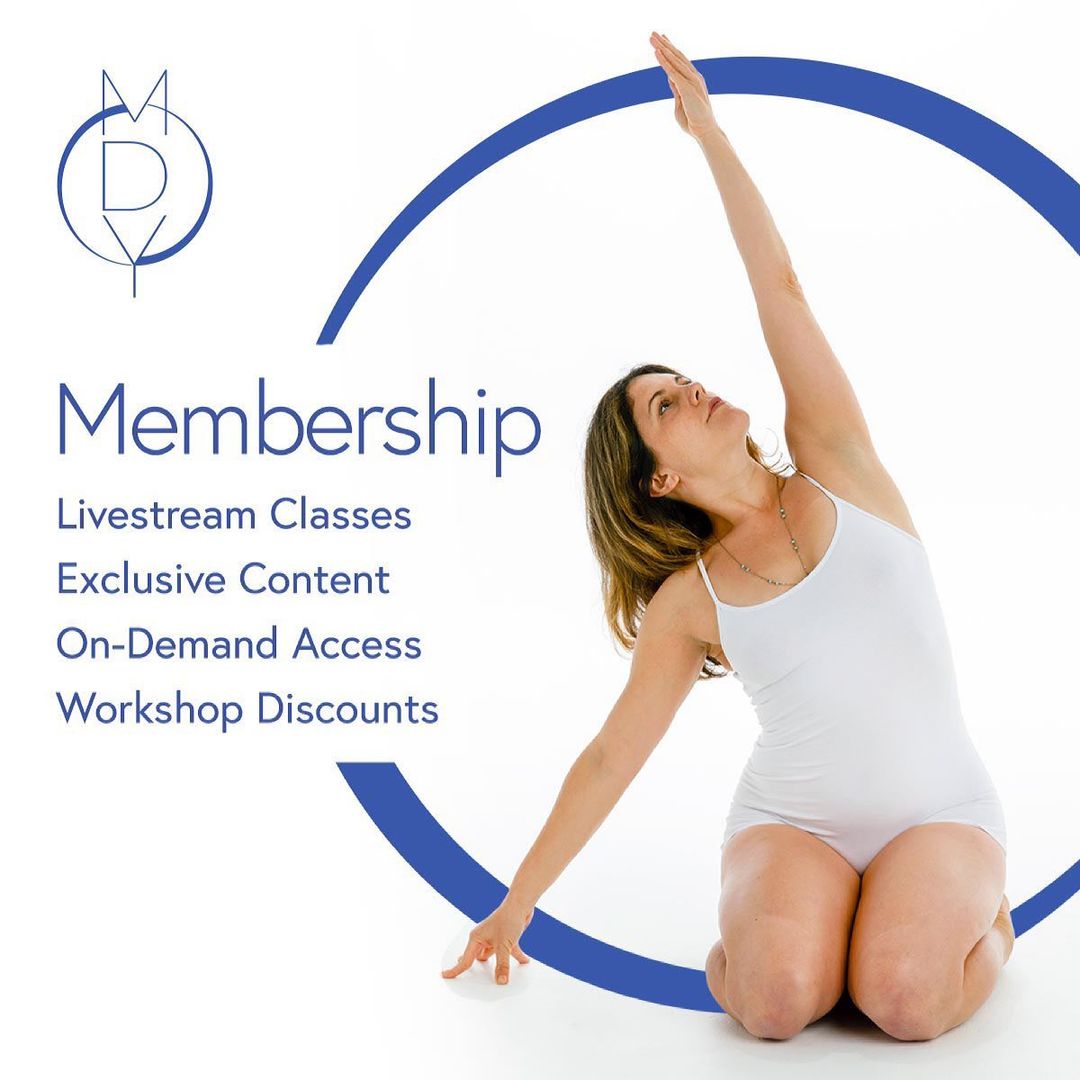 M
D
Y
Membership
Livestream Classes
Exclusive Content
On-Demand Access
Workshop Discounts